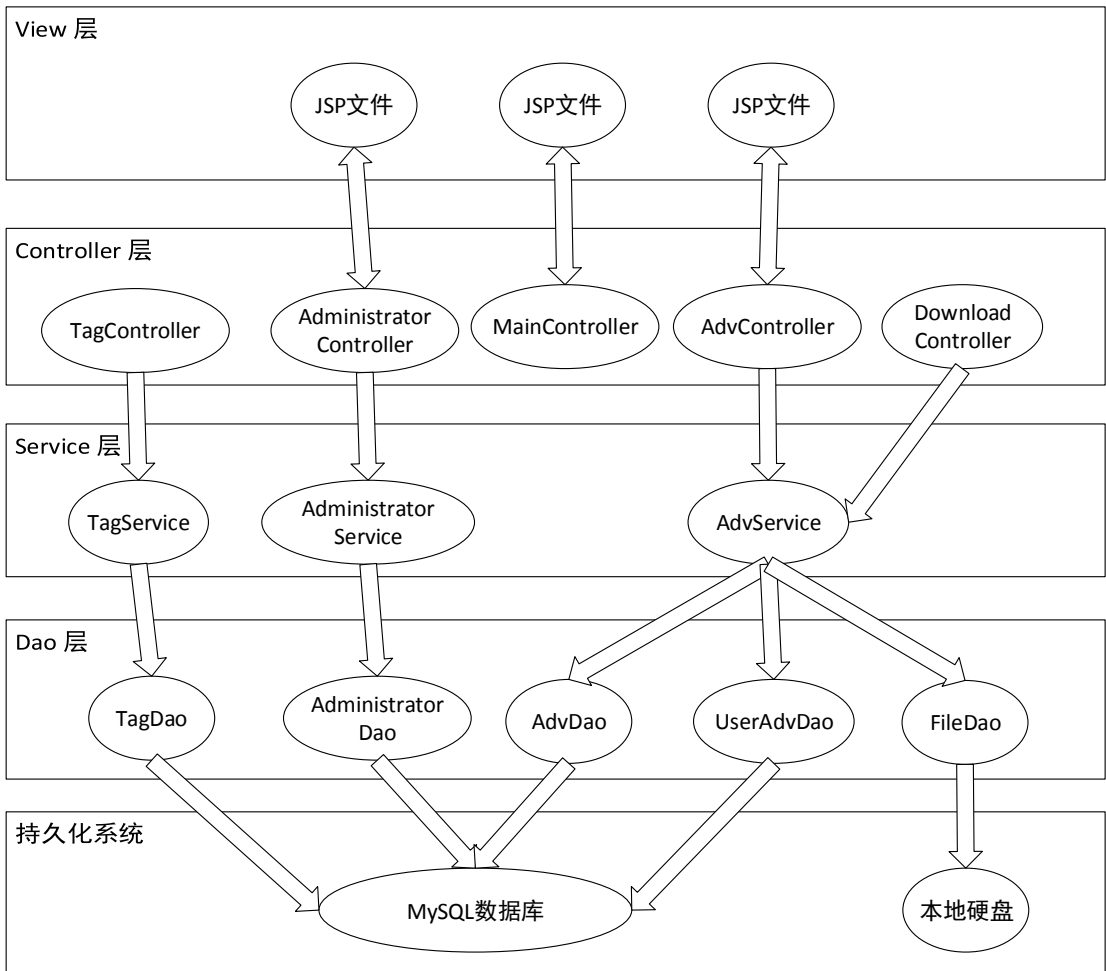 View 层
JSP文件
JSP文件
JSP文件
Controller 层
TagController
Administrator
Controller
MainController
AdvController
Download
Controller
Service 层
TagService
Administrator
Service
AdvService
Dao 层
TagDao
Administrator
Dao
AdvDao
UserAdvDao
FileDao
持久化系统
MySQL数据库
本地硬盘